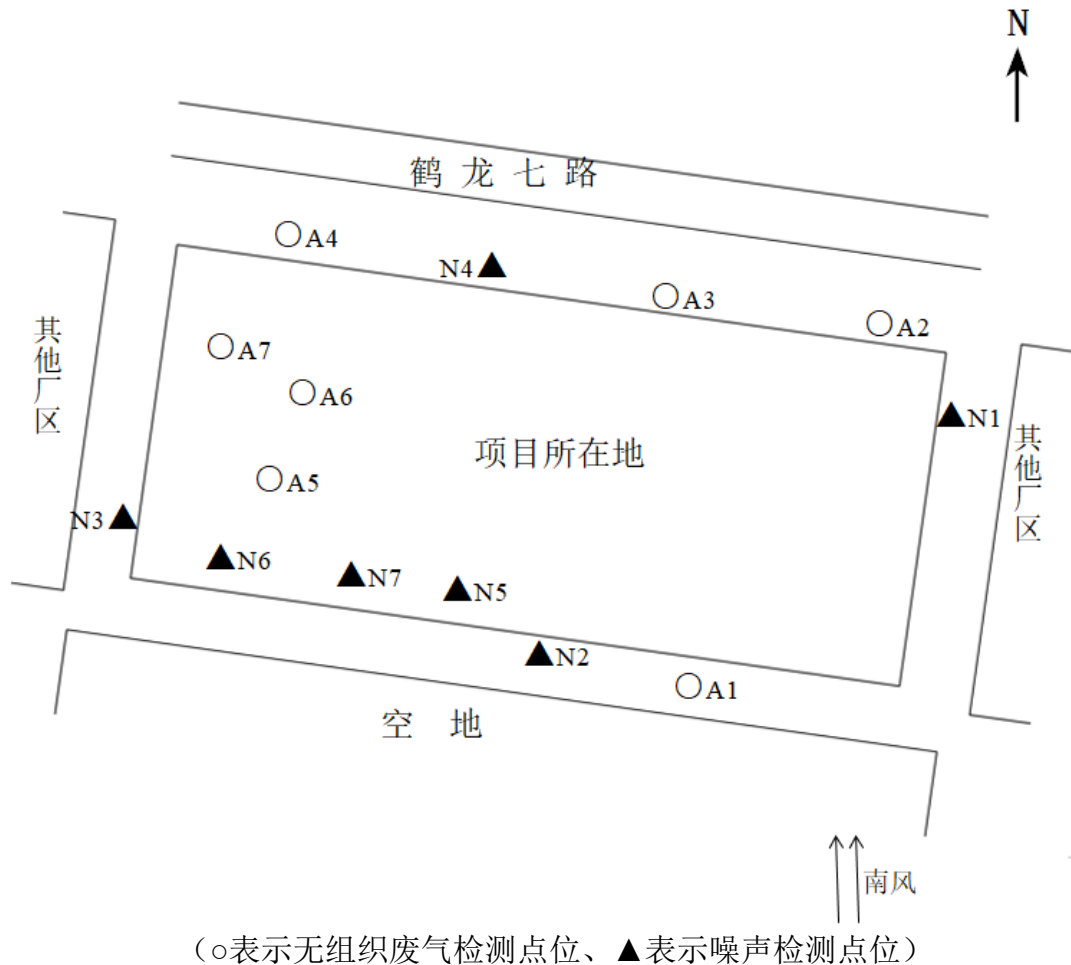 N
鹤龙七路
A4
N4
A3
A2
其他厂区
A7
A6
N1
项目所在地
其他厂区
A5
N3
N6
N7
N5
N2
A1
空 地
南风
（○表示无组织废气检测点位、▲表示噪声检测点位）